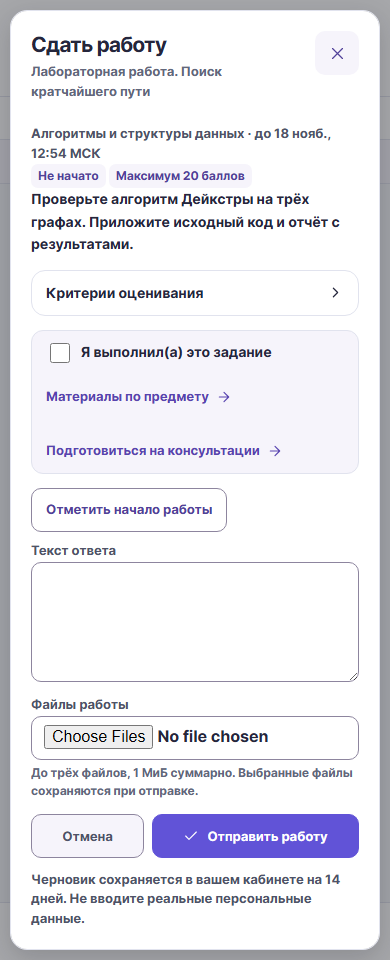 Сдать работу
Лабораторная работа. Поиск
кратчайшего пути
Алгоритмы и структуры данных · до 18 нояб.,
12:54 МСК
Не начато
Максимум 20 баллов
Проверьте алгоритм Дейкстры на трёх
графах. Приложите исходный код и отчёт с
результатами.
Критерии оценивания
Я выполнил(а) это задание
Материалы по предмету
Подготовиться на консультации
Отметить начало работы
Текст ответа
Файлы работы
Choose Files No file chosen
До трёх файлов, 1 МиБ суммарно. Выбранные файлы
сохраняются при отправке.
Отмена
Отправить работу
Черновик сохраняется в вашем кабинете на 14
дней. Не вводите реальные персональные
данные.